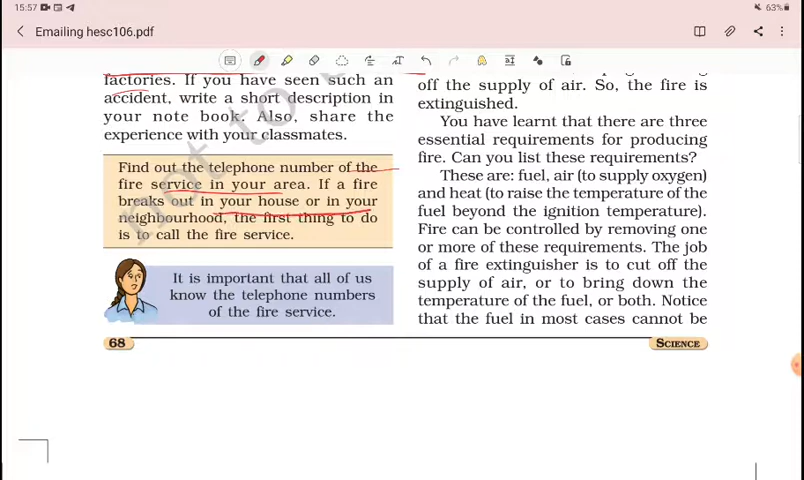 15:57
63%
Emailing hesc106.pdf
factories. If you have seen such an
accident, write a short description in
your note book. Also, share the
experience with your classmates.
Find out the telephone number of the
fire service in your area. If a fire
breaks out in your house or in your
neighbourhood, the first thing to do
is to call the fire service.
It is important that all of us
know the telephone numbers
of the fire service.
off the supply of air. So, the fire is
extinguished.
You have learnt that there are three
essential requirements for producing
fire. Can you list these requirements?
These are: fuel, air (to supply oxygen)
and heat (to raise the temperature of the
fuel beyond the ignition temperature).
Fire can be controlled by removing one
or more of these requirements. The job
of a fire extinguisher is to cut off the
supply of air, or to bring down the
temperature of the fuel, or both. Notice
that the fuel in most cases cannot be
68
SCIENCE
not to